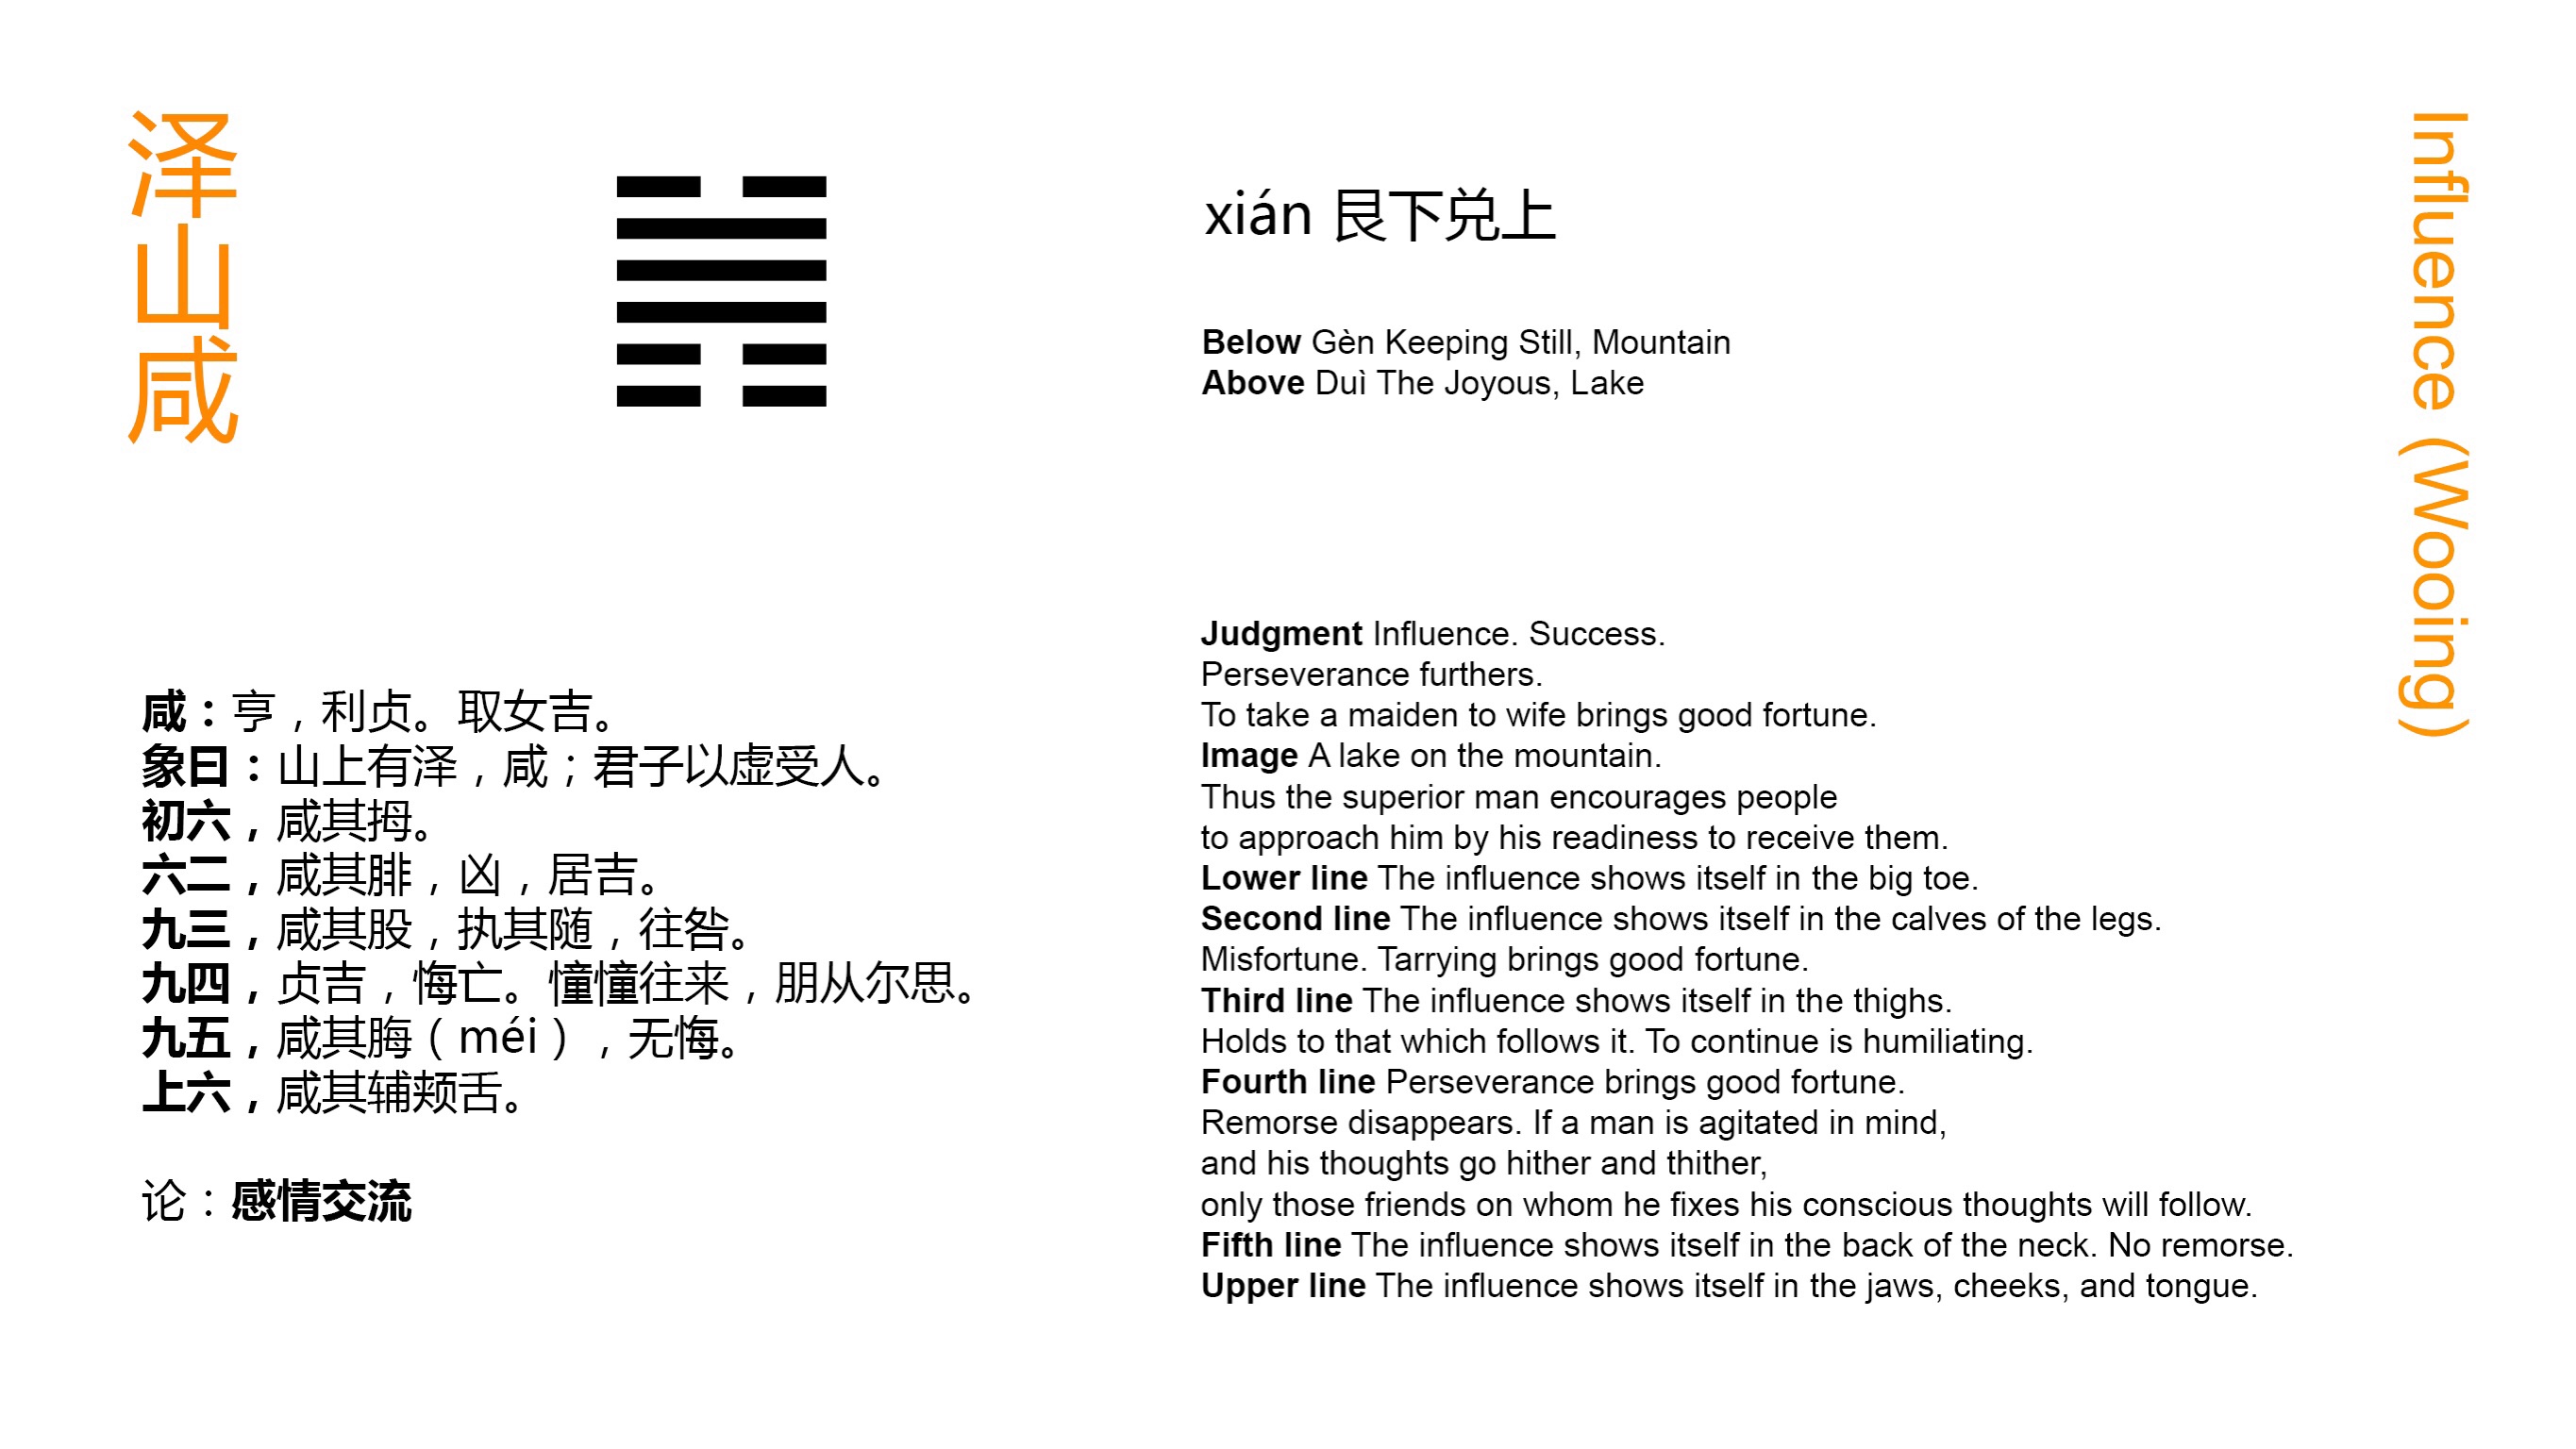 泽山咸
xián 艮下兑上
Below Gèn Keeping Still, Mountain
Above Duì The Joyous, Lake
Influence (Wooing)
咸：亨，利贞。取女吉。
象曰：山上有泽，咸；君子以虚受人。
初六，咸其拇。
六二，咸其腓，凶，居吉。
九三，咸其股，执其随，往咎。
九四，贞吉，悔亡。憧憧往来，朋从尔思。
九五，咸其脢（méi），无悔。
上六，咸其辅颊舌。
论：感情交流
Judgment Influence. Success.
Perseverance furthers.
To take a maiden to wife brings good fortune.
Image A lake on the mountain.
Thus the superior man encourages people
to approach him by his readiness to receive them.
Lower line The influence shows itself in the big toe.
Second line The influence shows itself in the calves of the legs.
Misfortune. Tarrying brings good fortune.
Third line The influence shows itself in the thighs.
Holds to that which follows it. To continue is humiliating.
Fourth line Perseverance brings good fortune.
Remorse disappears. If a man is agitated in mind,
and his thoughts go hither and thither,
only those friends on whom he fixes his conscious thoughts will follow.
Fifth line The influence shows itself in the back of the neck. No remorse.
Upper line The influence shows itself in the jaws, cheeks, and tongue.